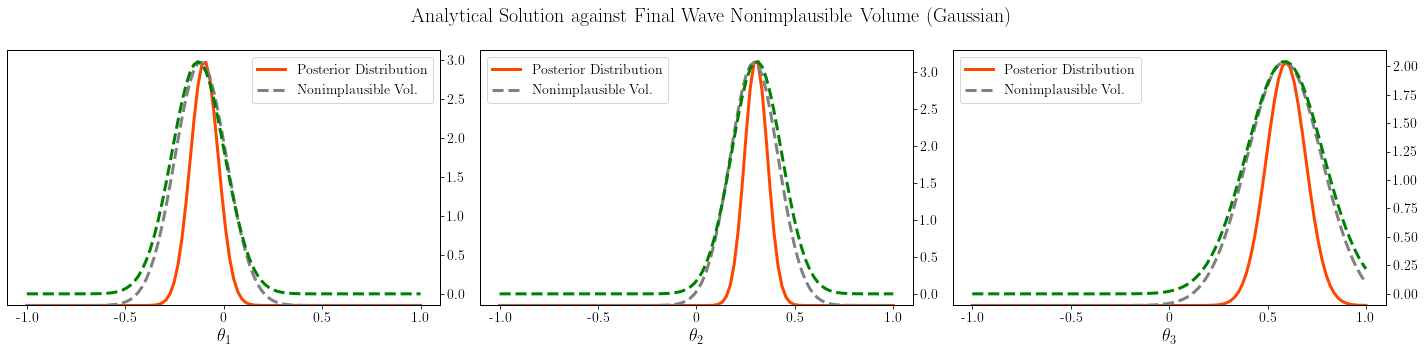 Analytical Solution against Final Wave Nonimplausible Volume (Gaussian)
Posterior Distribution
Nonimplausible Vol.
3.0
2.5
2.0
1.5
1.0
0.5
0.0
-1.0 -0.5 0 0.5 1.0
θ1
Posterior Distribution
Nonimplausible Vol.
3.0
2.5
2.0
1.5
1.0
0.5
0.0
-1.0 -0.5 0 0.5 1.0
θ2
Posterior Distribution
Nonimplausible Vol.
2.00
1.75
1.50
1.25
1.00
0.75
0.50
0.25
0.00
-1.0 -0.5 0 0.5 1.0
θ3